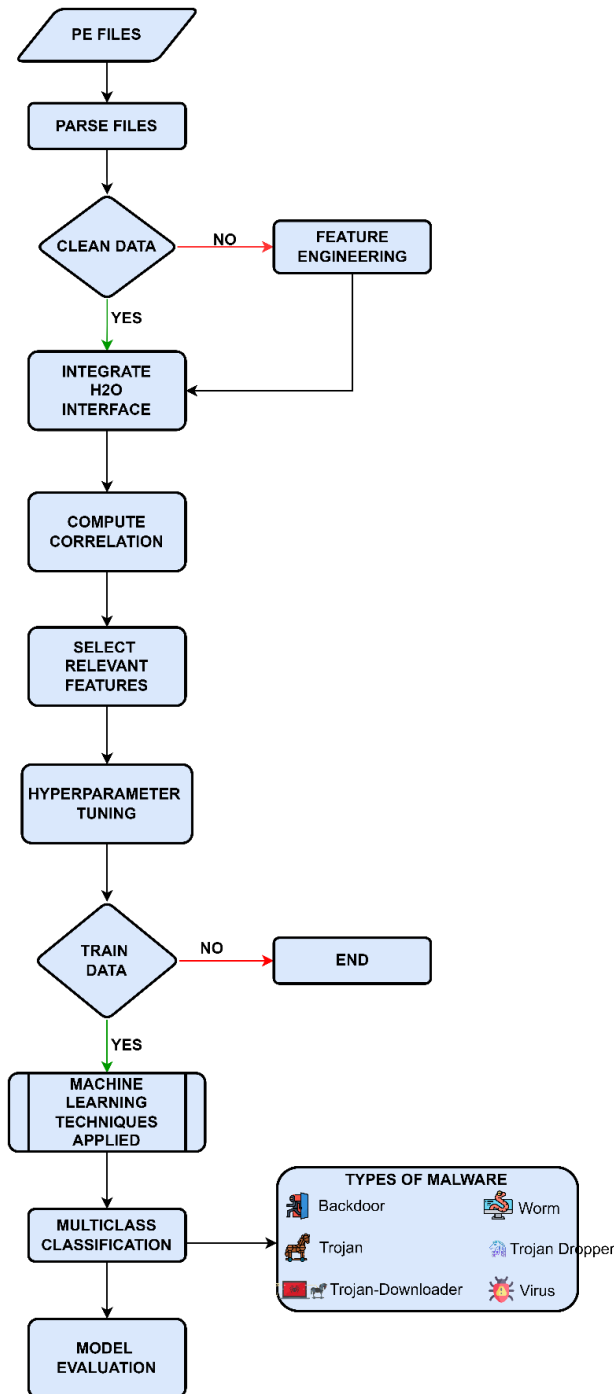 PE FILES
PARSE FILES
CLEAN DATA
NO
FEATURE
ENGINEERING
YES
INTEGRATE
H2O
INTERFACE
COMPUTE
CORRELATION
SELECT
RELEVANT
FEATURES
HYPERPARAMETER
TUNING
TRAIN
DATA
NO
END
YES
MACHINE
LEARNING
TECHNIQUES
APPLIED
MULTICLASS
CLASSIFICATION
TYPES OF MALWARE
Backdoor
Worm
Trojan
Trojan Dropper
Trojan-Downloader
Virus
MODEL
EVALUATION